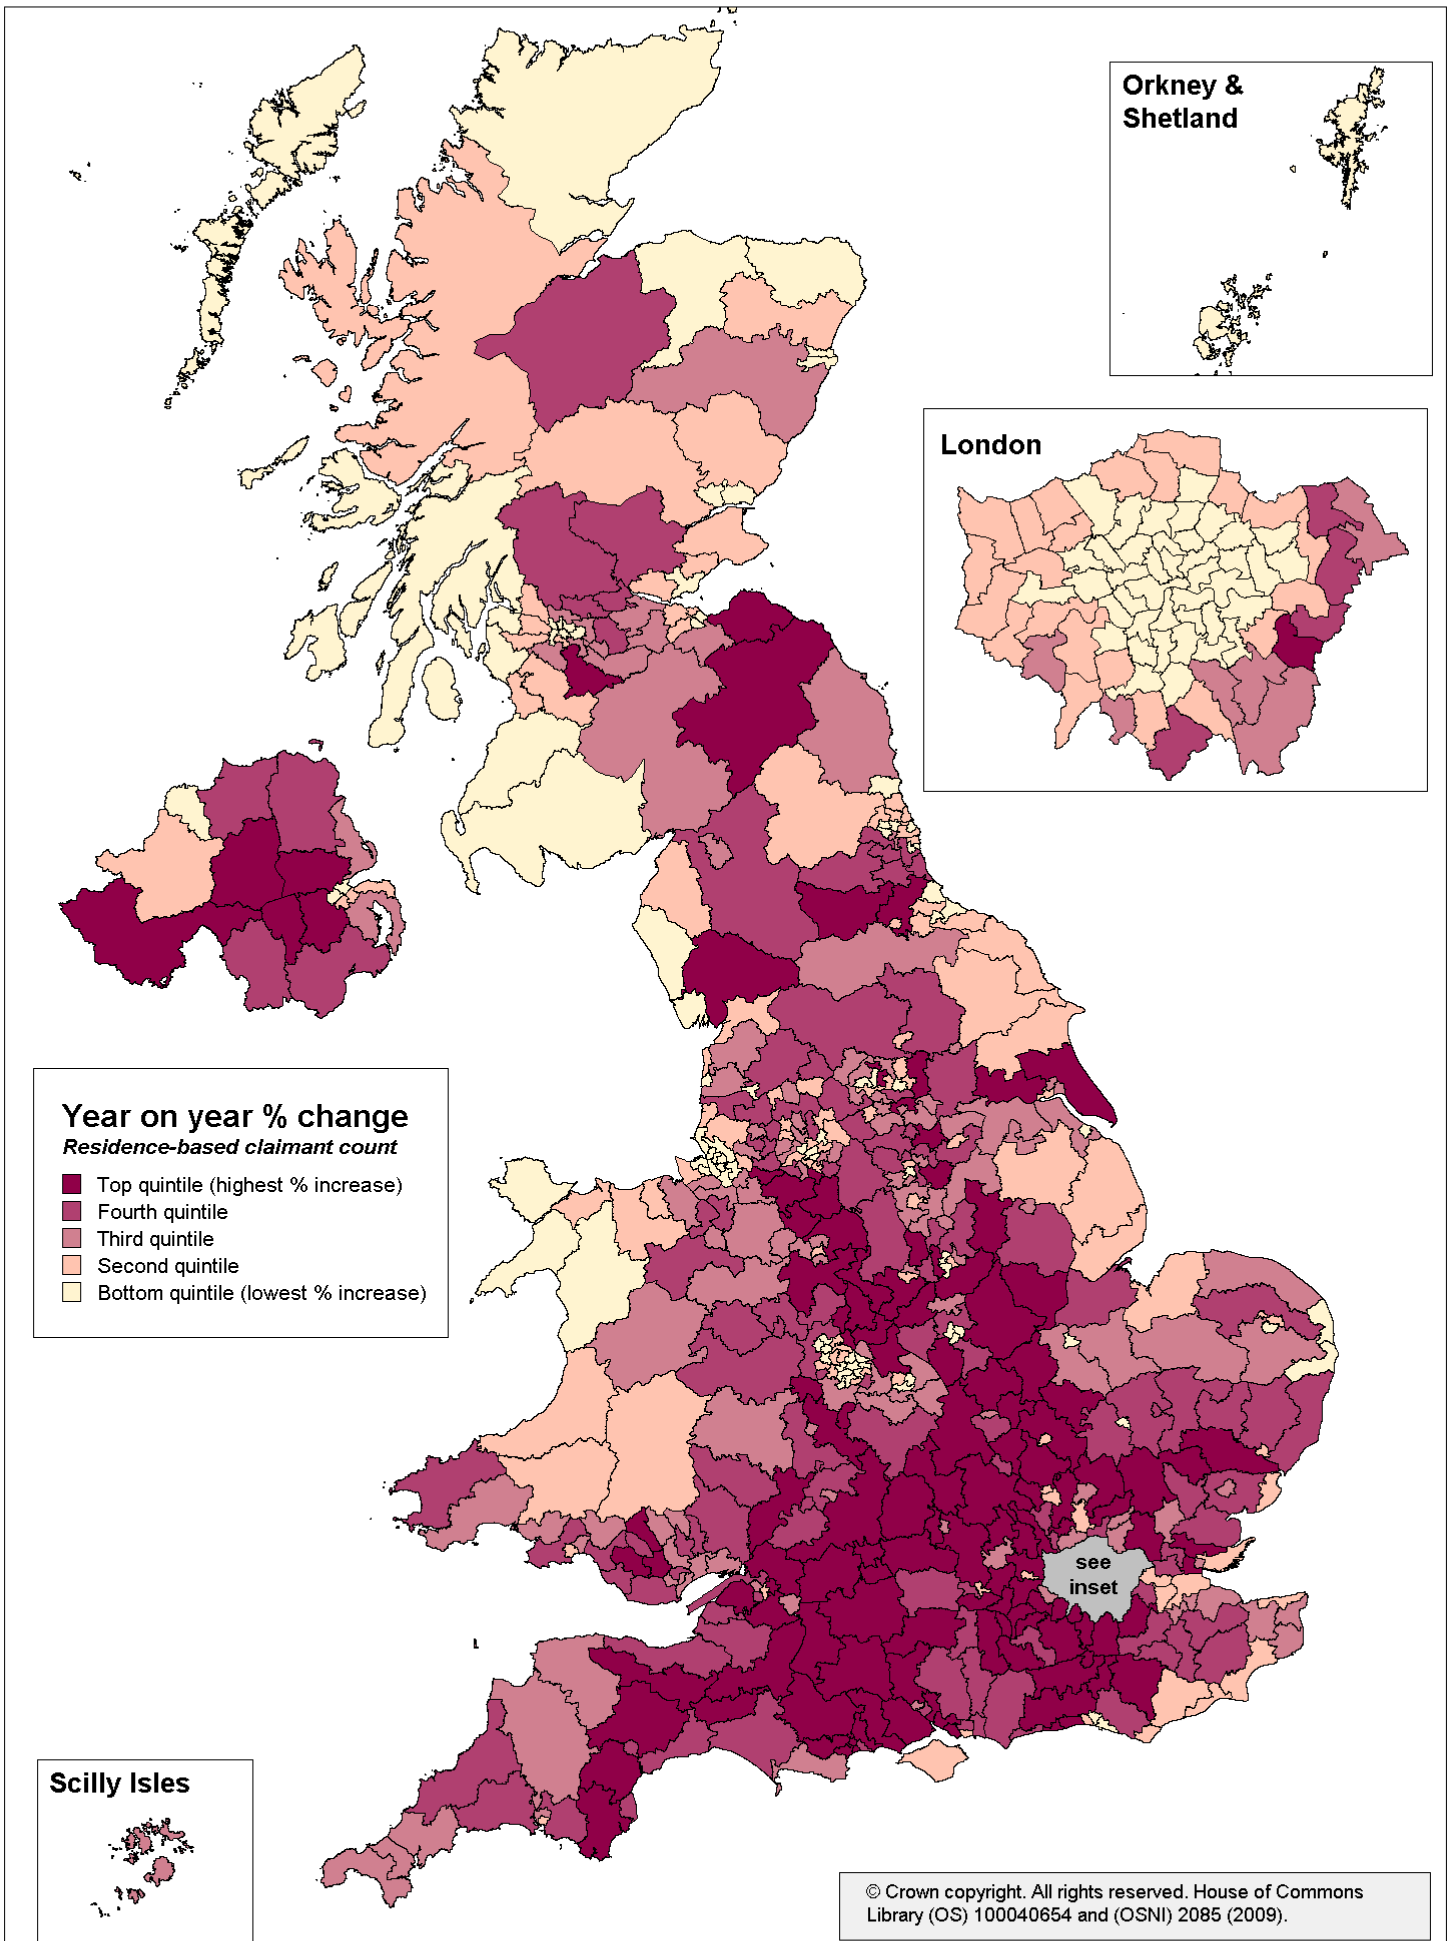 Orkney &
Shetland
London
Year on year % change
Residence-based claimant count
Top quintile (highest % increase)
Fourth quintile
Third quintile
Second quintile
Bottom quintile (lowest % increase)
see
inset
Scilly Isles
© Crown copyright. All rights reserved. House of Commons
Library (OS) 100040654 and (OSNI) 2085 (2009).